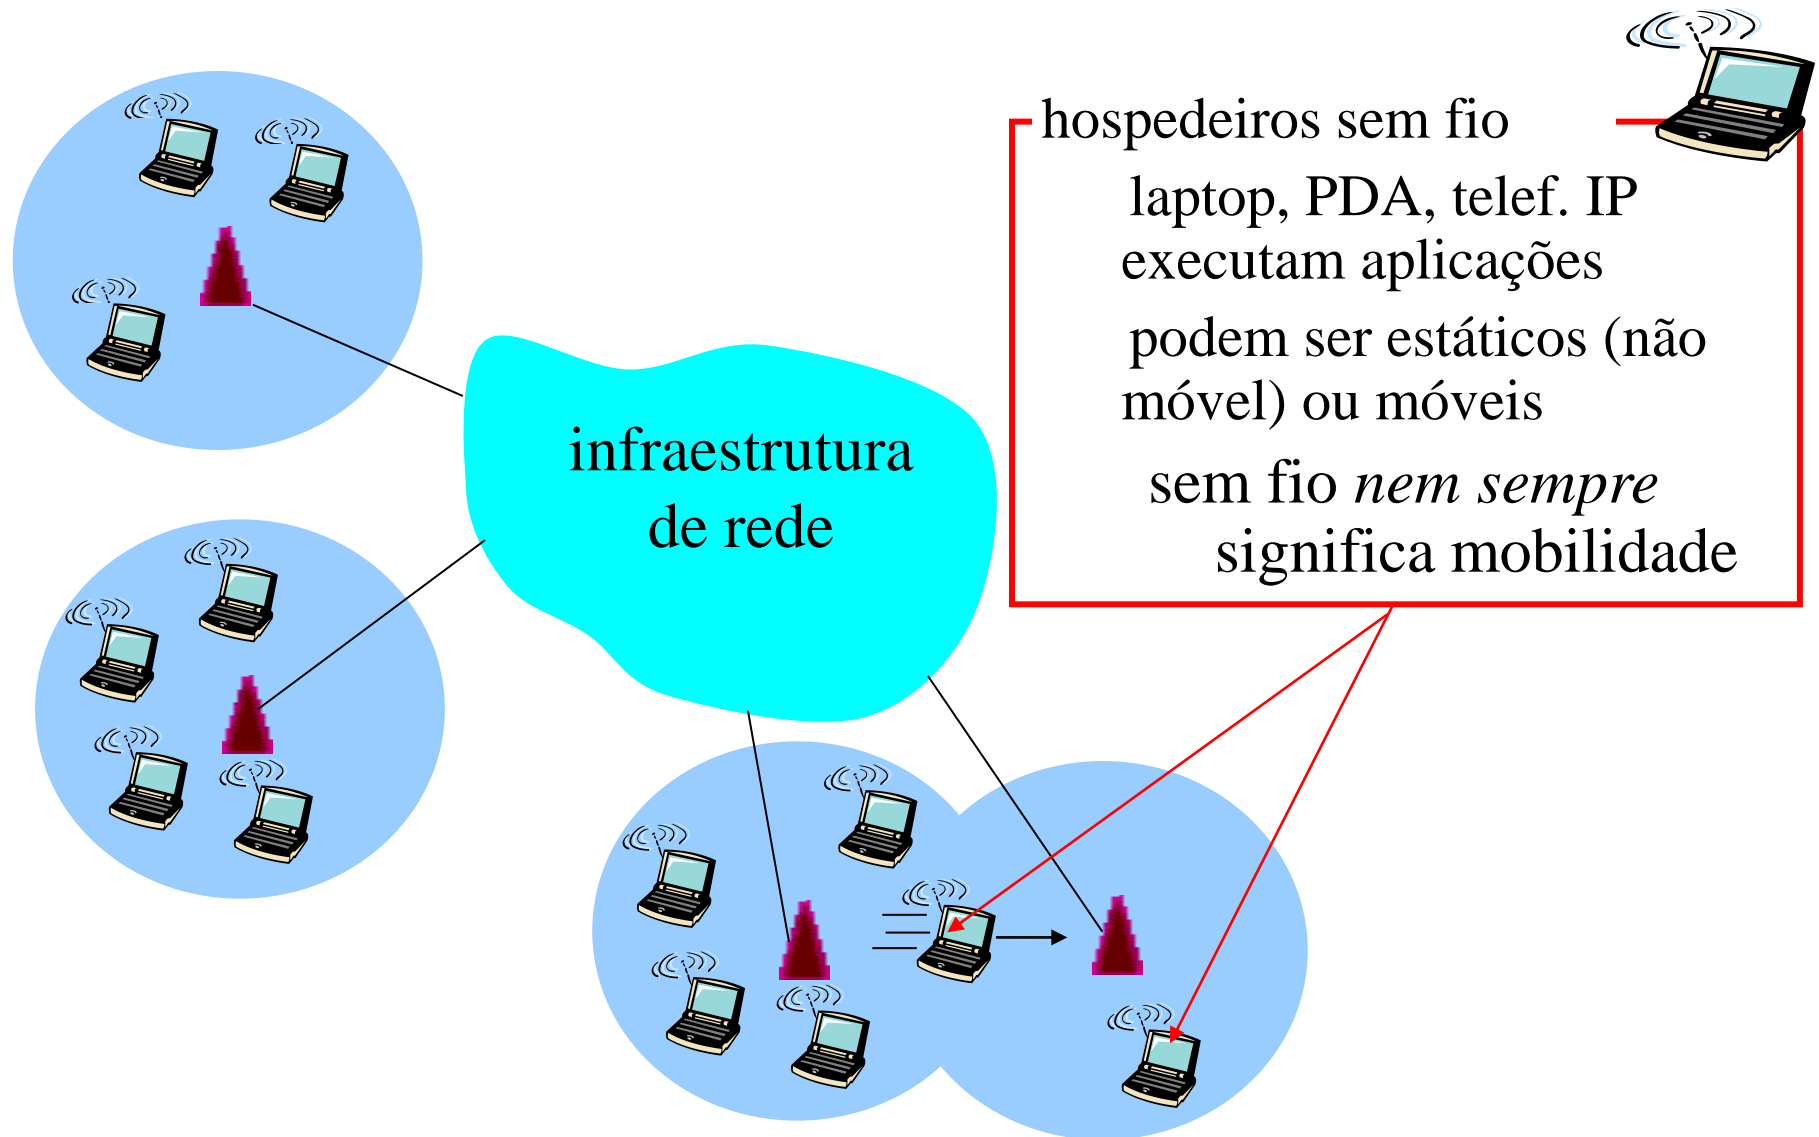 hospedeiros sem fio
laptop, PDA, telef. IP
executam aplicações
podem ser estáticos (não
móvel) ou móveis
sem fio nem sempre
significa mobilidade
infraestrutura
de rede